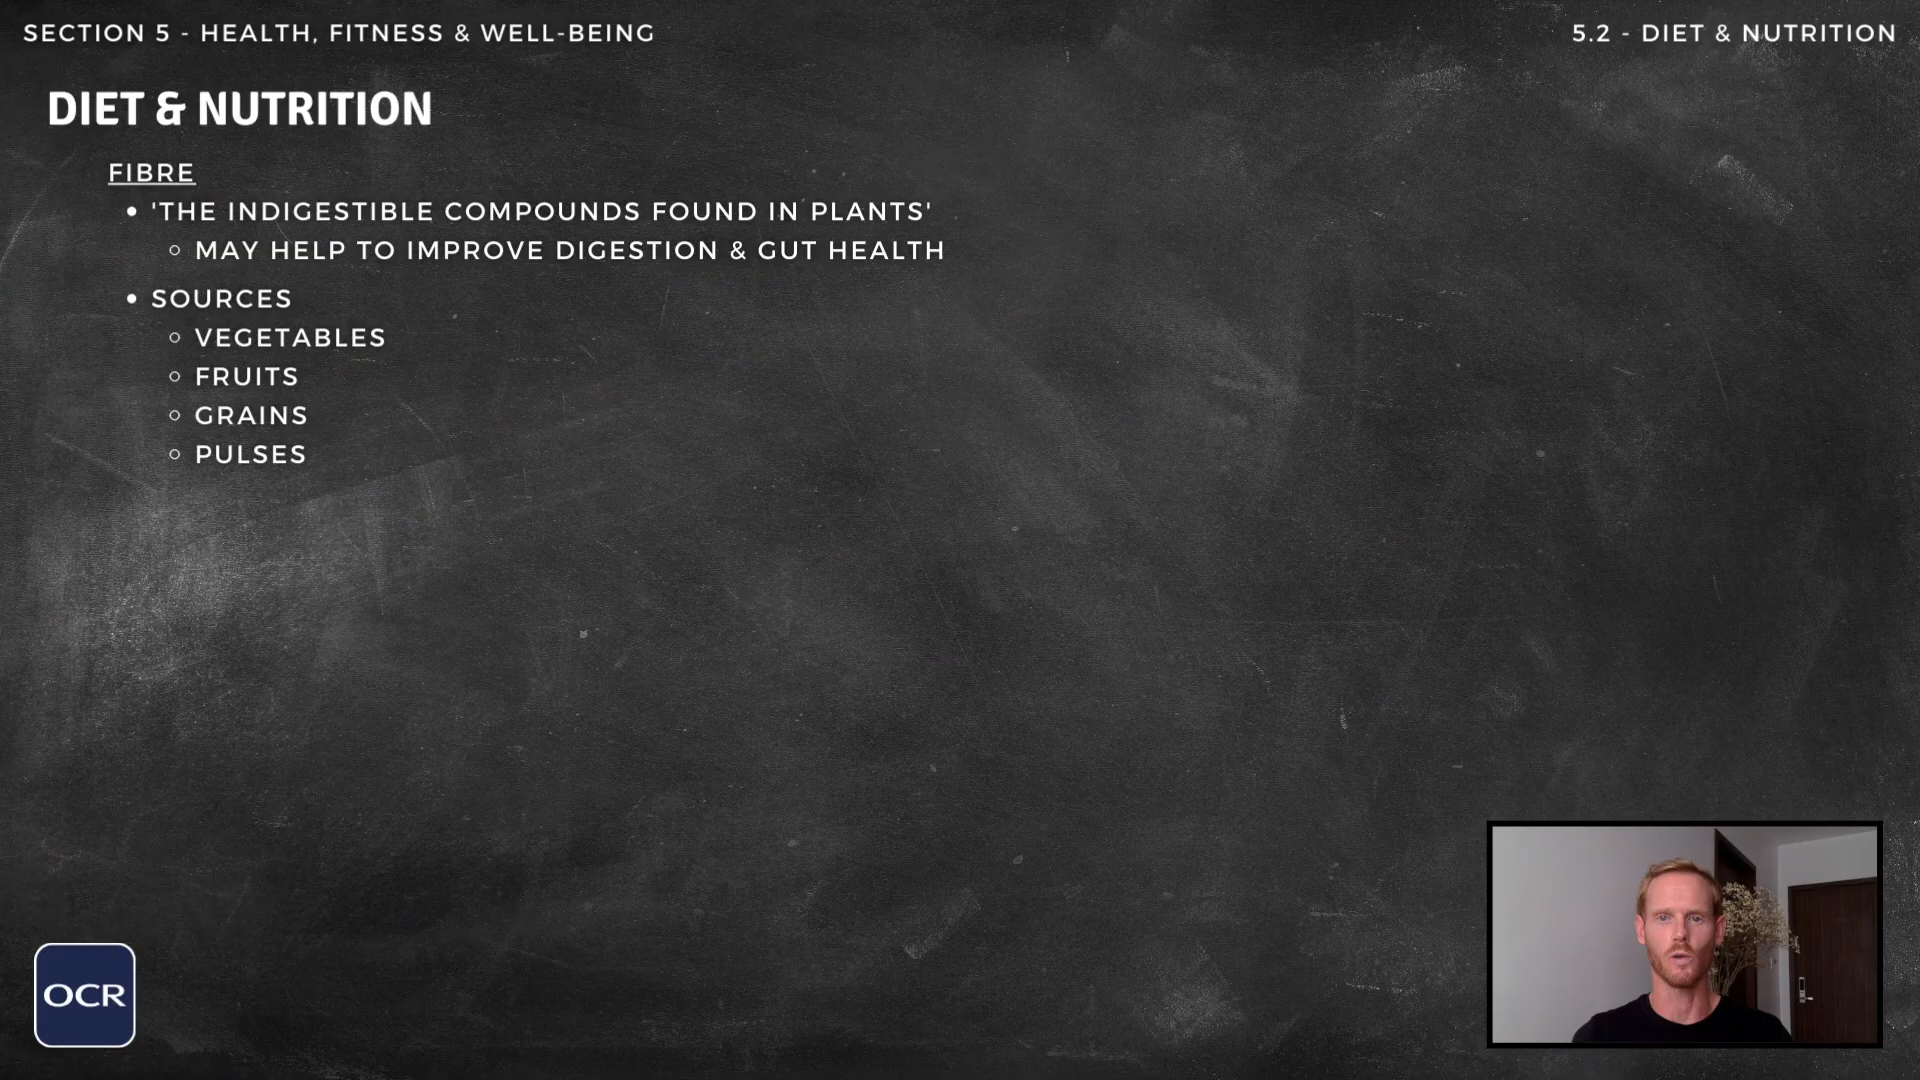 SECTION 5 - HEALTH, FITNESS & WELL-BEING
5.2 - DIET & NUTRITION
DIET & NUTRITION
FIBRE
• 'THE INDIGESTIBLE COMPOUNDS FOUND IN PLANTS'
○ MAY HELP TO IMPROVE DIGESTION & GUT HEALTH
• SOURCES
○ VEGETABLES
○ FRUITS
○ GRAINS
○ PULSES
OCR